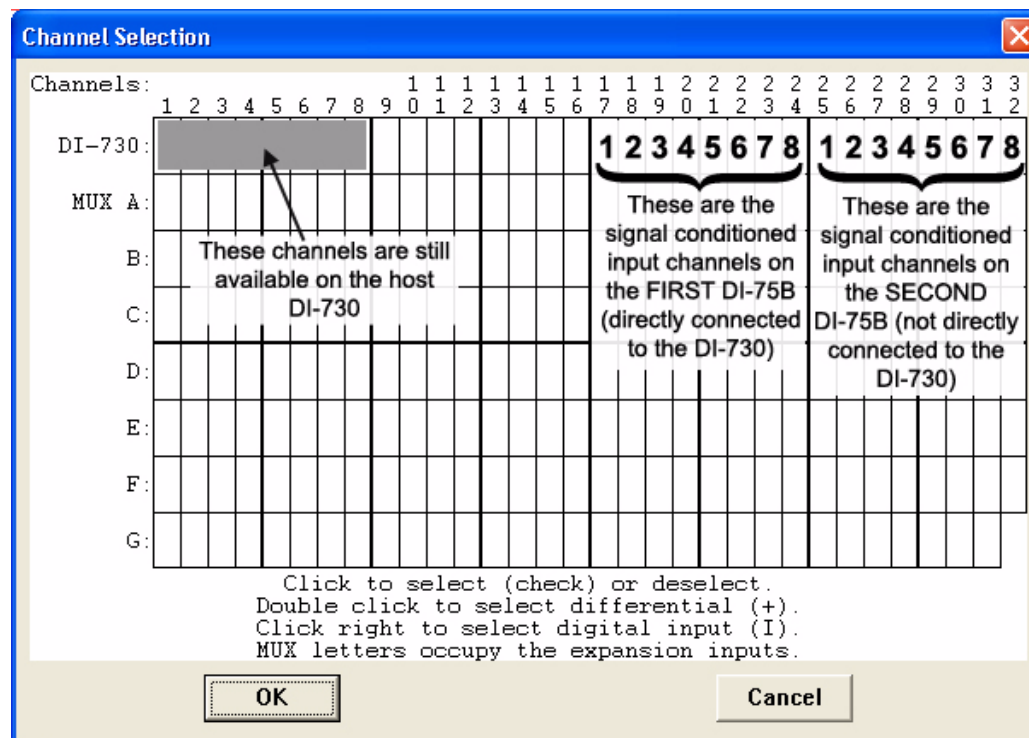 Channel Selection
Channels: 1 2 3 4 5 6 7 8 9 10 11 12 13 14 15 16 17 18 19 20 21 22 23 24 25 26 27 28 29 30 31 32
DI-730: 1 2 3 4 5 6 7 8 1 2 3 4 5 6 7 8
MUX A:
B:
C:
D:
E:
F:
G:
These channels are still
available on the host
DI-730
These are the
signal conditioned
input channels on
the FIRST DI-75B
(directly connected
to the DI-730)
These are the
signal conditioned
input channels on
the SECOND
DI-75B (not directly
connected to the
DI-730)
Click to select (check) or deselect.
Double click to select differential (+).
Click right to select digital input (I).
MUX letters occupy the expansion inputs.
OK
Cancel